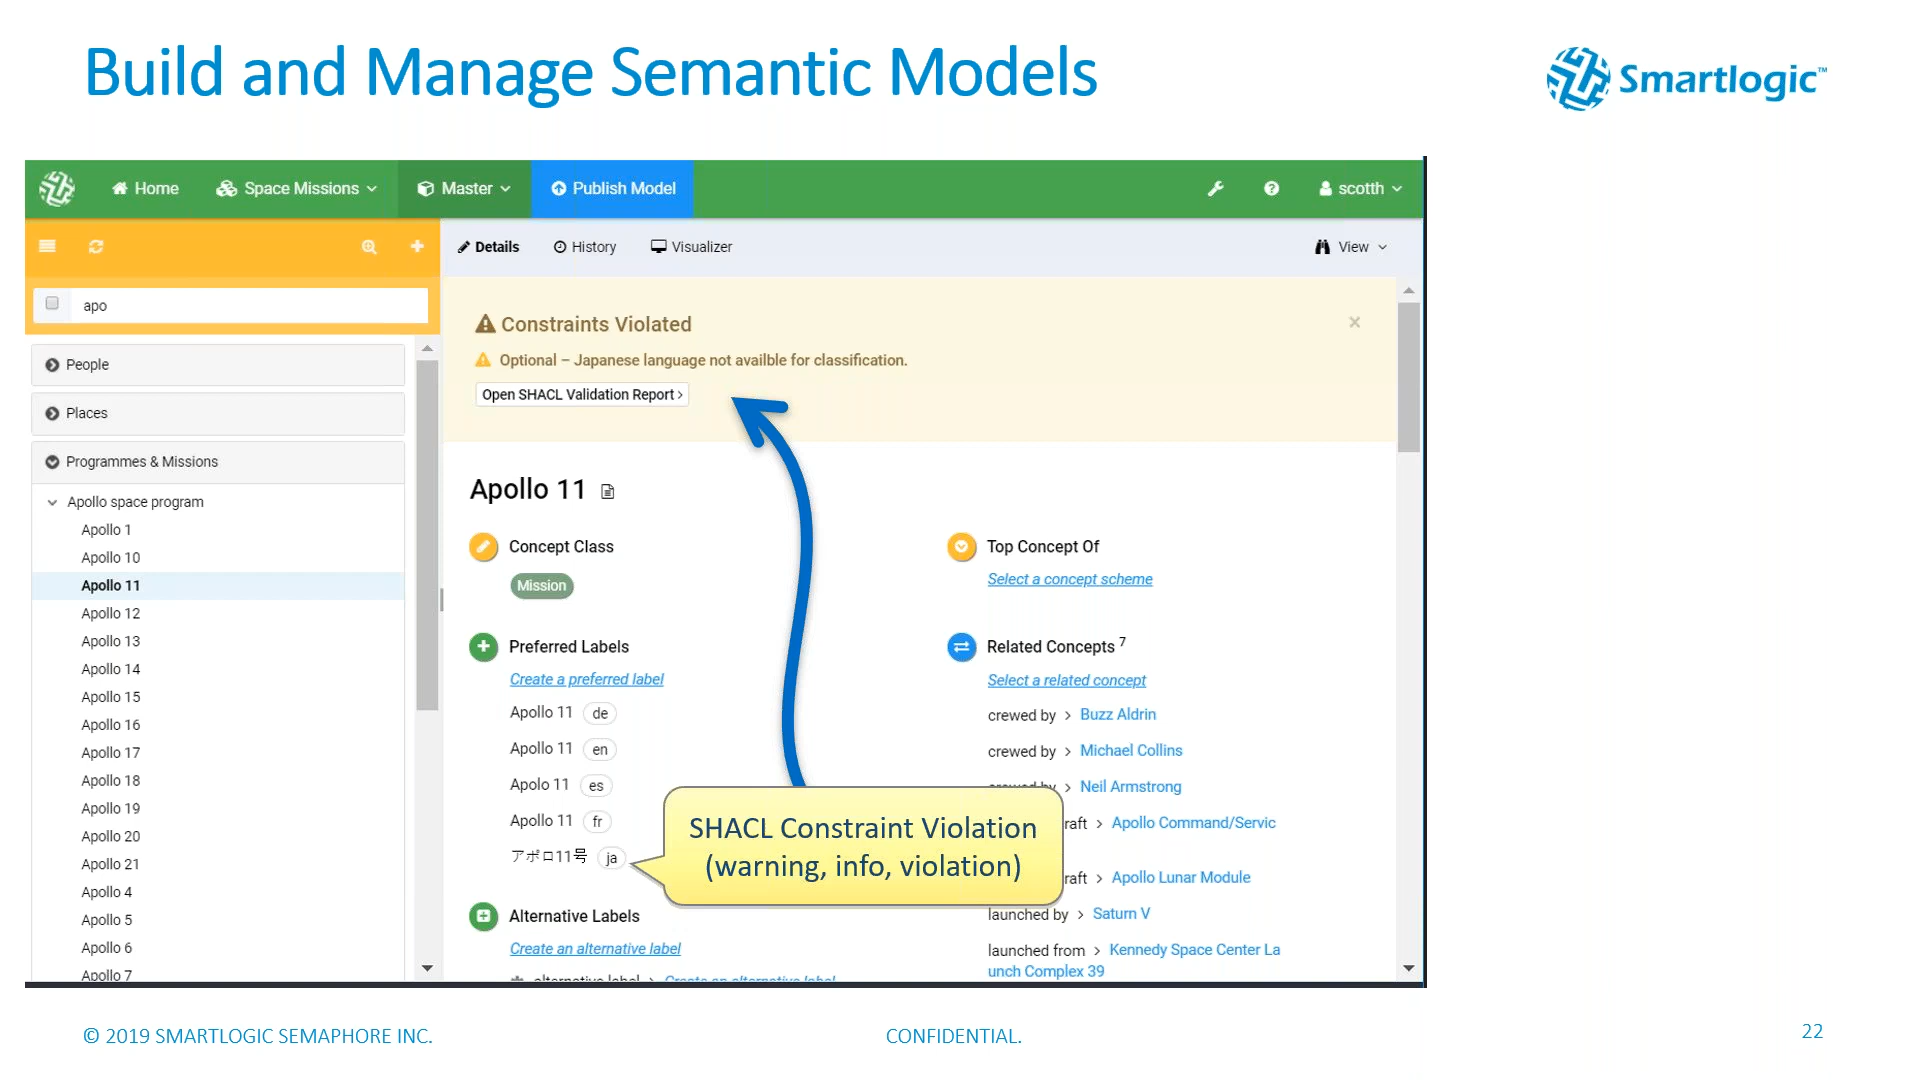 Build and Manage Semantic Models
Smartlogic™
Home
Space Missions
Master
Publish Model
scotth
Details
History
Visualizer
View
apo
People
Places
Programmes & Missions
Apollo space program
Apollo 1
Apollo 10
Apollo 11
Apollo 12
Apollo 13
Apollo 14
Apollo 15
Apollo 16
Apollo 17
Apollo 18
Apollo 19
Apollo 20
Apollo 21
Apollo 4
Apollo 5
Apollo 6
Apollo 7
Constraints Violated
Optional – Japanese language not availble for classification.
Open SHACL Validation Report >
Apollo 11
Concept Class
Mission
Preferred Labels
Create a preferred label
Apollo 11 de
Apollo 11 en
Apolo 11 es
Apollo 11 fr
アポロ11号 ja
Alternative Labels
Create an alternative label
alternative label > Create an alternative label
Top Concept Of
Select a concept scheme
Related Concepts 7
Select a related concept
crewed by > Buzz Aldrin
crewed by > Michael Collins
crewed by > Neil Armstrong
raft > Apollo Command/Servic
raft > Apollo Lunar Module
launched by > Saturn V
launched from > Kennedy Space Center La
unch Complex 39
SHACL Constraint Violation
(warning, info, violation)
© 2019 SMARTLOGIC SEMAPHORE INC.
CONFIDENTIAL.
22